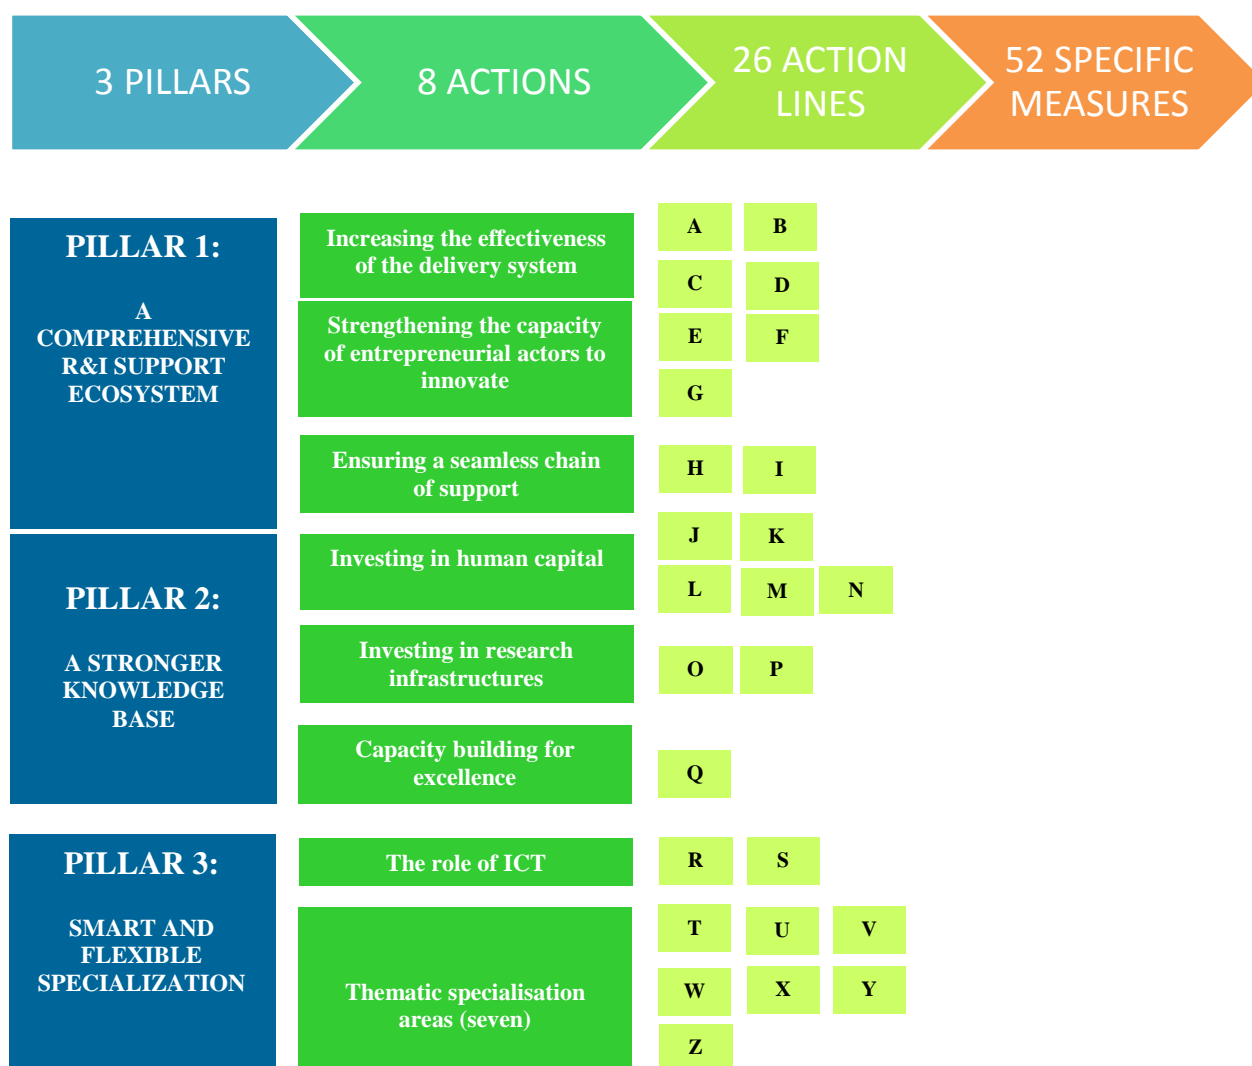 3 PILLARS
8 ACTIONS
26 ACTION
LINES
52 SPECIFIC
MEASURES
PILLAR 1:
A
COMPREHENSIVE
R&I SUPPORT
ECOSYSTEM
Increasing the effectiveness
of the delivery system
A
B
C
D
Strengthening the capacity
of entrepreneurial actors to
innovate
E
F
G
Ensuring a seamless chain
of support
H
I
PILLAR 2:
A STRONGER
KNOWLEDGE
BASE
Investing in human capital
J
K
L
M
N
Investing in research
infrastructures
O
P
Capacity building for
excellence
Q
PILLAR 3:
SMART AND
FLEXIBLE
SPECIALIZATION
The role of ICT
R
S
Thematic specialisation
areas (seven)
T
U
V
W
X
Y
Z